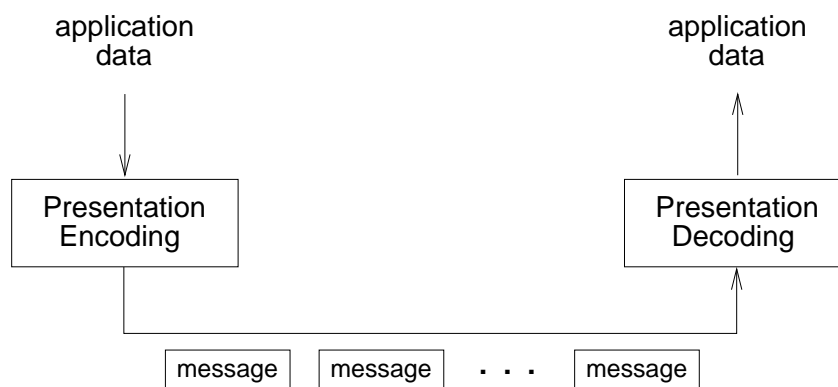 application
data
application
data
Presentation
Encoding
Presentation
Decoding
message
message
. . .
message